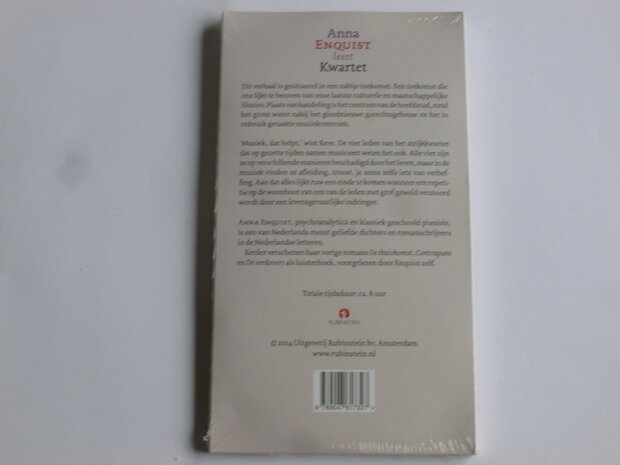 Anna
ENQUIST
leest
Kwartet
Dit verhaal is gesitueerd in een nabije toekomst. Een toekomst die
ons lijkt te beroven van onze laatste culturele en maatschappelijke
illusies. Plaats van handeling is het centrum van de hoofdstad, rond
het grote water nabij het gloednieuwe gerechtsgebouw en het in
onbruik geraakte muziekcentrum.
'Muziek, dat helpt,' wist Reve. De vier leden van het strijkkwartet
dat op gezette tijden samen musiceert weten het ook. Alle vier zijn
ze op verschillende manieren beschadigd door het leven, maar in de
muziek vinden ze afleiding, troost, ja soms zelfs iets van verhef-
fing. Aan dat alles lijkt ruw een einde te komen wanneer een repeti-
tie op de woonboot van een van de leden met grof geweld verstoord
wordt door een levensgevaarlijke indringer.
ANNA ENQUIST, psychoanalytica en klassiek geschoold pianiste,
is een van Nederlands meest geliefde dichters en romanschrijvers
in de Nederlandse letteren.
Eerder verschenen haar vorige romans De thuiskomst, Contrapunt
en De verdovers als luisterboek, voorgelezen door Enquist zelf.
Totale tijdsduur: ca. 8 uur
RUBINSTEIN
© 2014 Uitgeverij Rubinstein bv, Amsterdam
www.rubinstein.nl
9 789047 617327 >